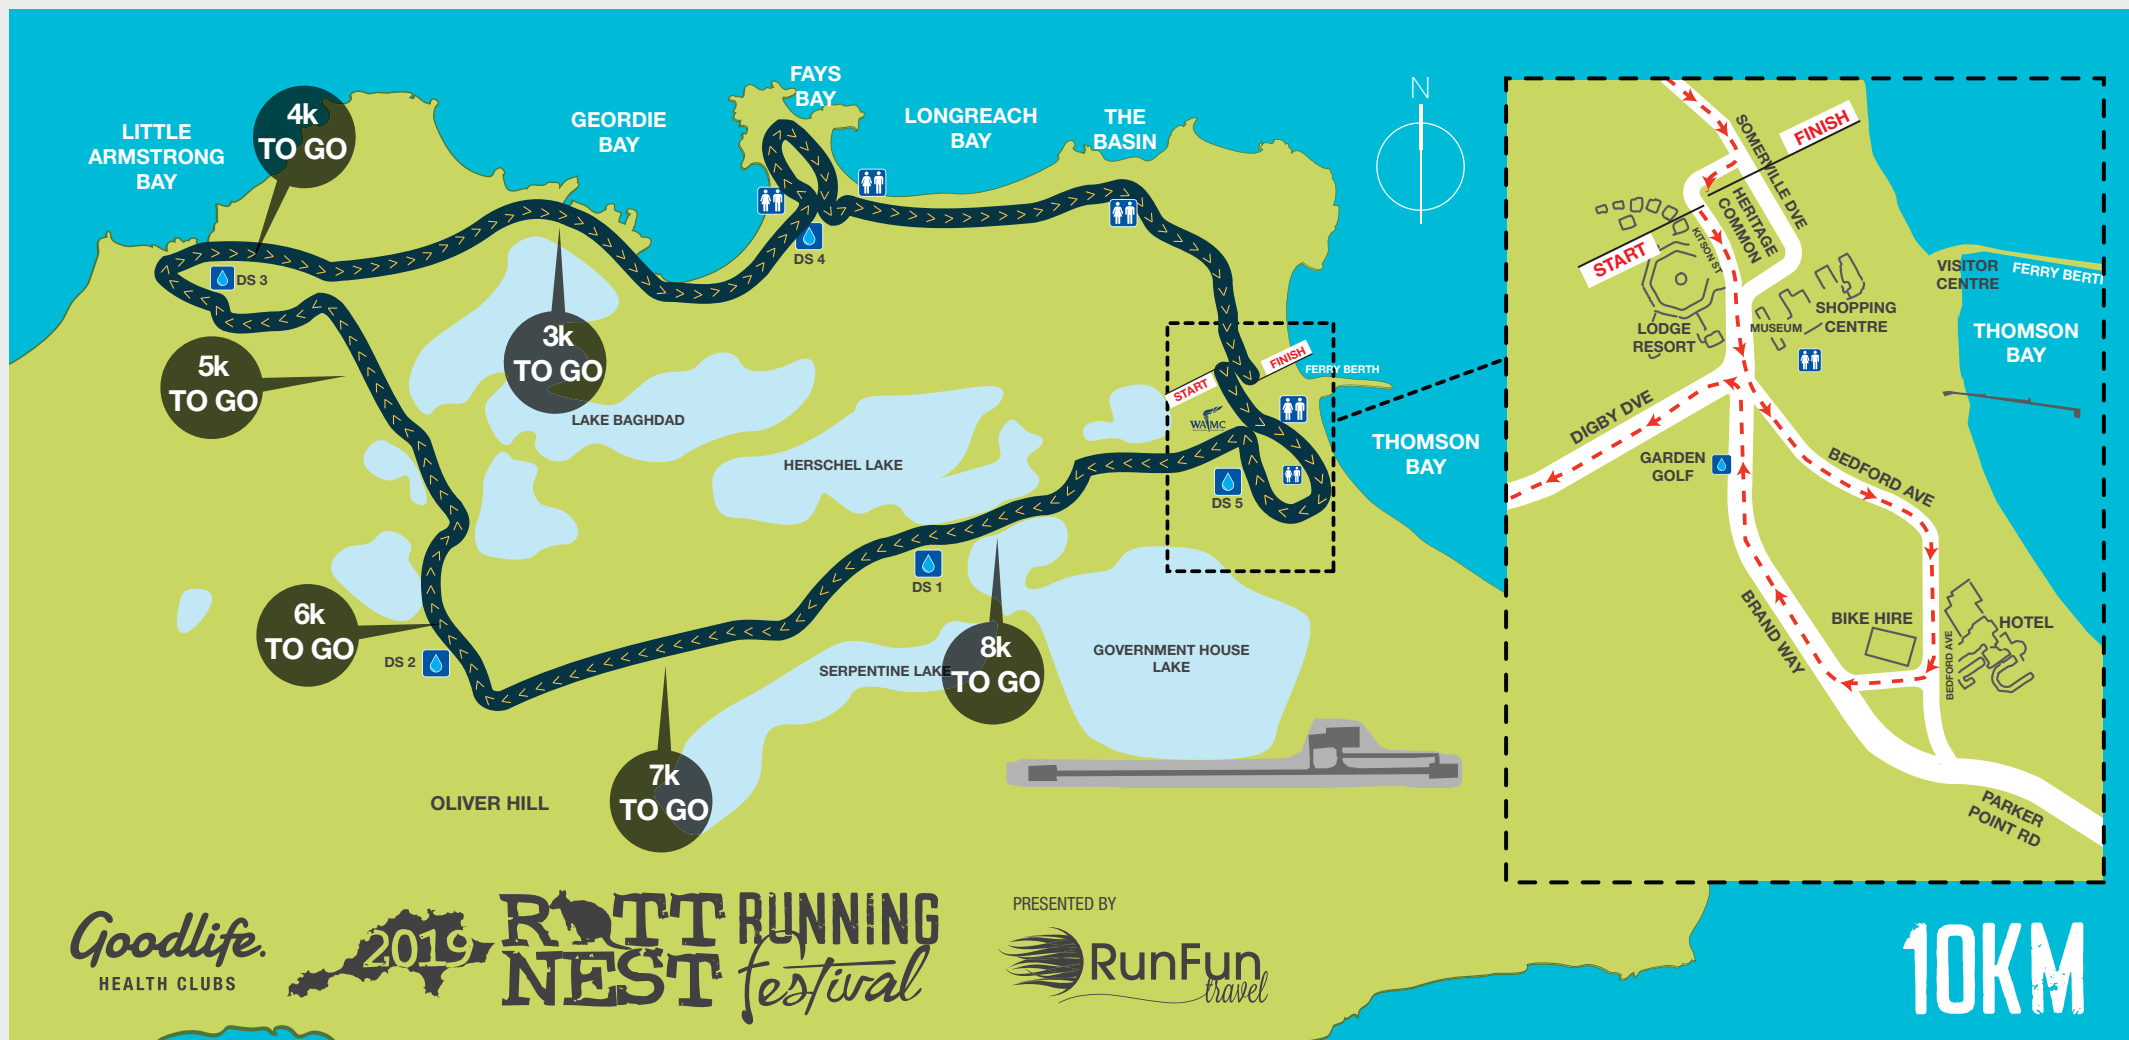 LITTLE
ARMSTRONG
BAY
4k
TO GO
GEORDIE
BAY
FAYS
BAY
LONGREACH
BAY
THE
BASIN
N
DS 3
DS 4
5k
TO GO
3k
TO GO
LAKE BAGHDAD
HERSCHEL LAKE
START
FINISH
FERRY BERTH
WAMC
THOMSON
BAY
DS 5
DS 1
6k
TO GO
DS 2
7k
TO GO
8k
TO GO
SERPENTINE LAKE
GOVERNMENT HOUSE
LAKE
OLIVER HILL
SOMERVILLE DVE
FINISH
HERITAGE
COMMON
KITSON ST
START
LODGE
RESORT
MUSEUM
SHOPPING
CENTRE
VISITOR
CENTRE
FERRY BERTH
THOMSON
BAY
DIGBY DVE
GARDEN
GOLF
BEDFORD AVE
BRAND WAY
BIKE HIRE
HOTEL
BEDFORD AVE
PARKER
POINT RD
Goodlife.
HEALTH CLUBS
2019
ROTTNEST
RUNNING
festival
PRESENTED BY
RunFun
travel
10KM